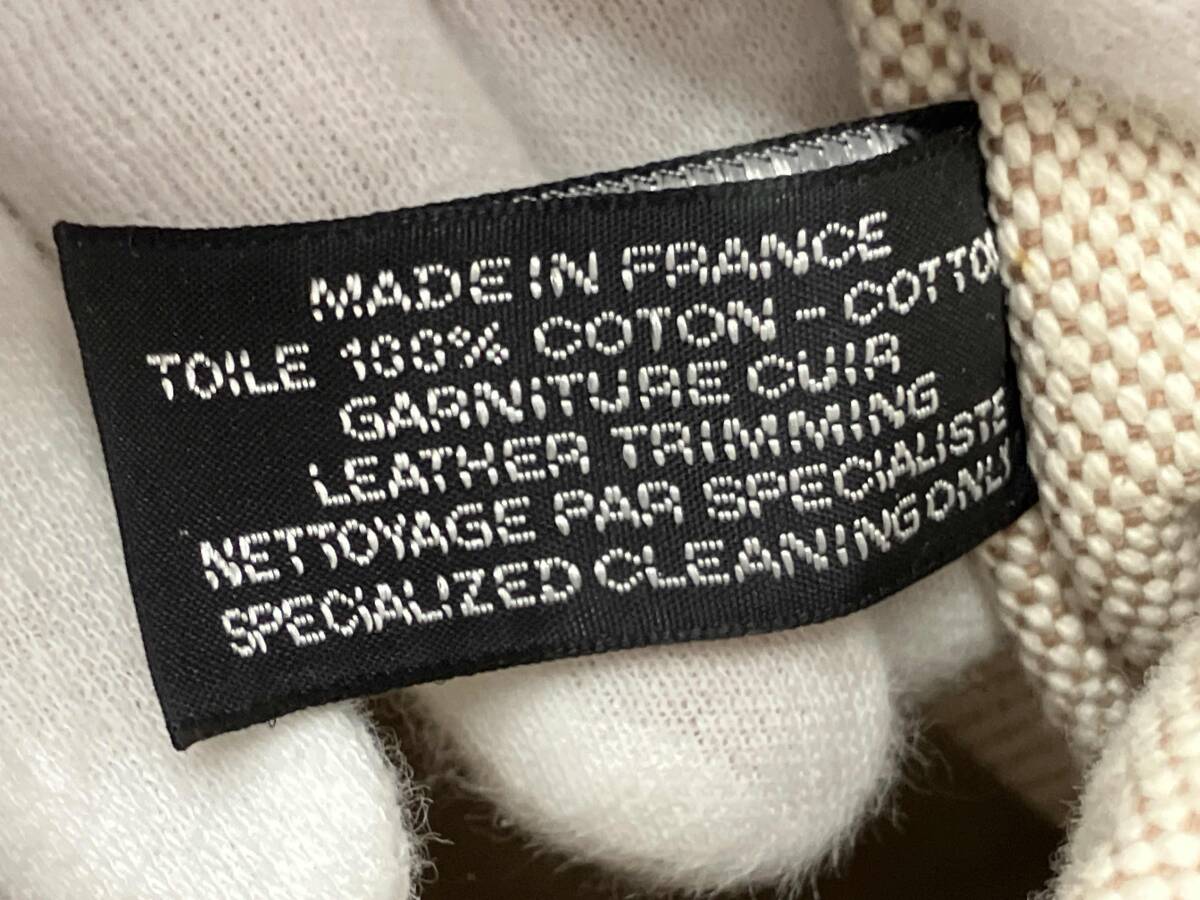 MADE IN FRANCE
TOILE 100% COTON - COTTON
GARNITURE CUIR
LEATHER TRIMMING
NETTOYAGE PAR SPECIALISTE
SPECIALIZED CLEANING ONLY